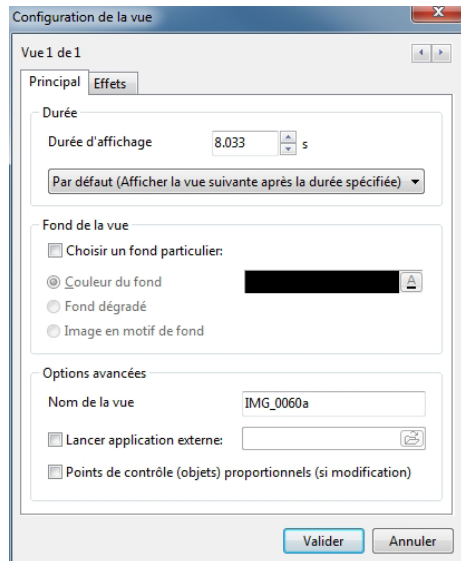 Configuration de la vue
Vue 1 de 1
Principal Effets
Durée
Durée d'affichage 8.033 s
Par défaut (Afficher la vue suivante après la durée spécifiée)
Fond de la vue
Choisir un fond particulier:
Couleur du fond A
Fond dégradé
Image en motif de fond
Options avancées
Nom de la vue IMG_0060a
Lancer application externe:
Points de contrôle (objets) proportionnels (si modification)
Valider Annuler